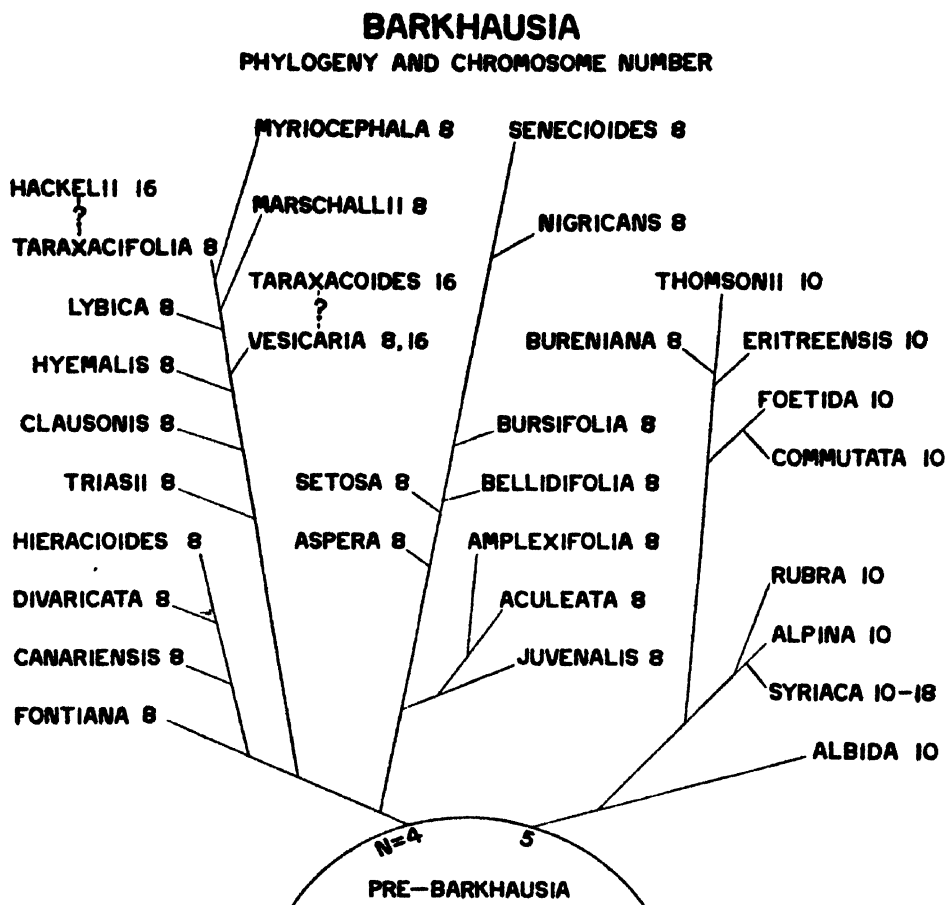 BARKHAUSIA
PHYLOGENY AND CHROMOSOME NUMBER
MYRIOCEPHALA 8
SENECIOIDES 8
HACKELII 16
?
MARSCHALLII 8
NIGRICANS 8
TARAXACIFOLIA 8
TARAXACOIDES 16
?
THOMSONII 10
LYBICA 8
VESICARIA 8,16
BURENIANA 8
ERITREENSIS 10
HYEMALIS 8
FOETIDA 10
CLAUSONIS 8
BURSIFOLIA 8
COMMUTATA 10
TRIASII 8
SETOSA 8
BELLIDIFOLIA 8
HIERACIOIDES 8
ASPERA 8
AMPLEXIFOLIA 8
RUBRA 10
DIVARICATA 8
ACULEATA 8
ALPINA 10
CANARIENSIS 8
JUVENALIS 8
SYRIACA 10-18
FONTIANA 8
ALBIDA 10
N=4
5
PRE-BARKHAUSIA